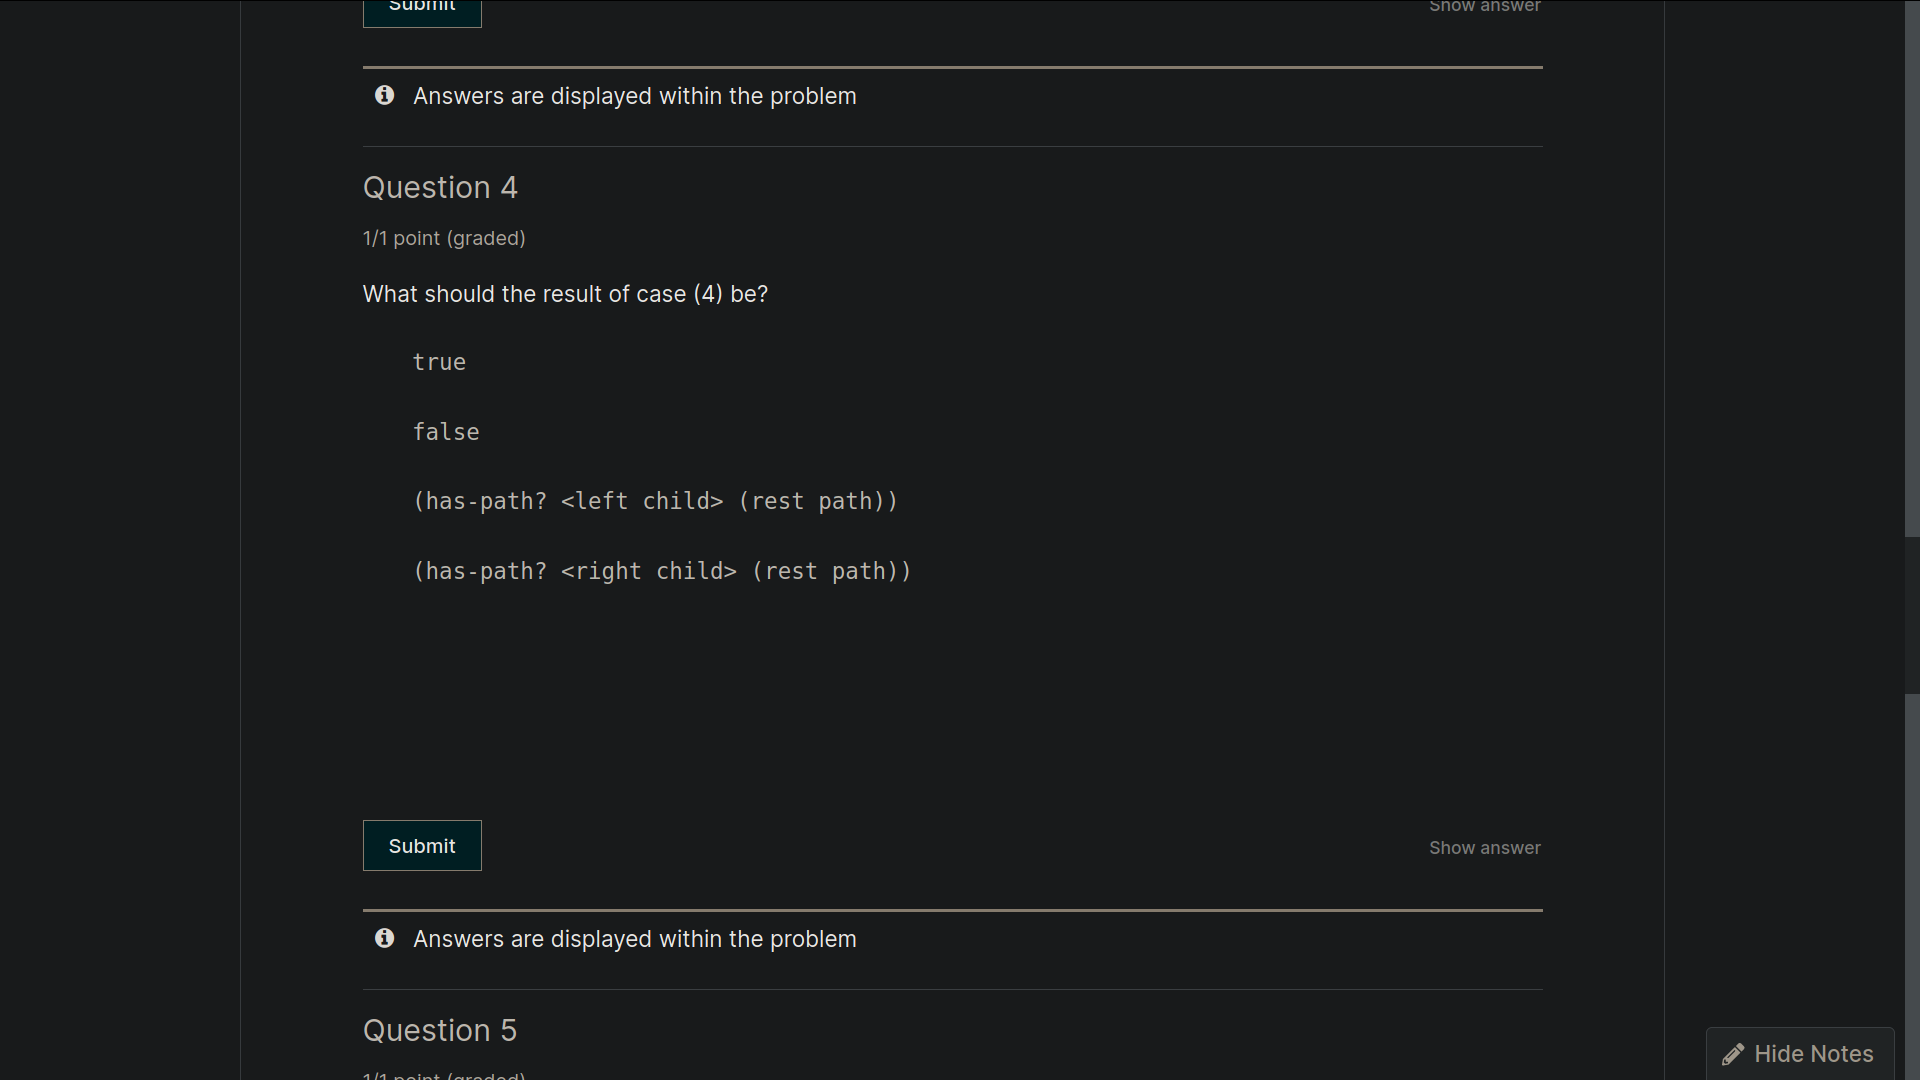 Submit
Show answer
Answers are displayed within the problem
Question 4
1/1 point (graded)
What should the result of case (4) be?
true
false
(has-path? <left child> (rest path))
(has-path? <right child> (rest path))
Submit
Show answer
Answers are displayed within the problem
Question 5
1/1 point (graded)
Hide Notes